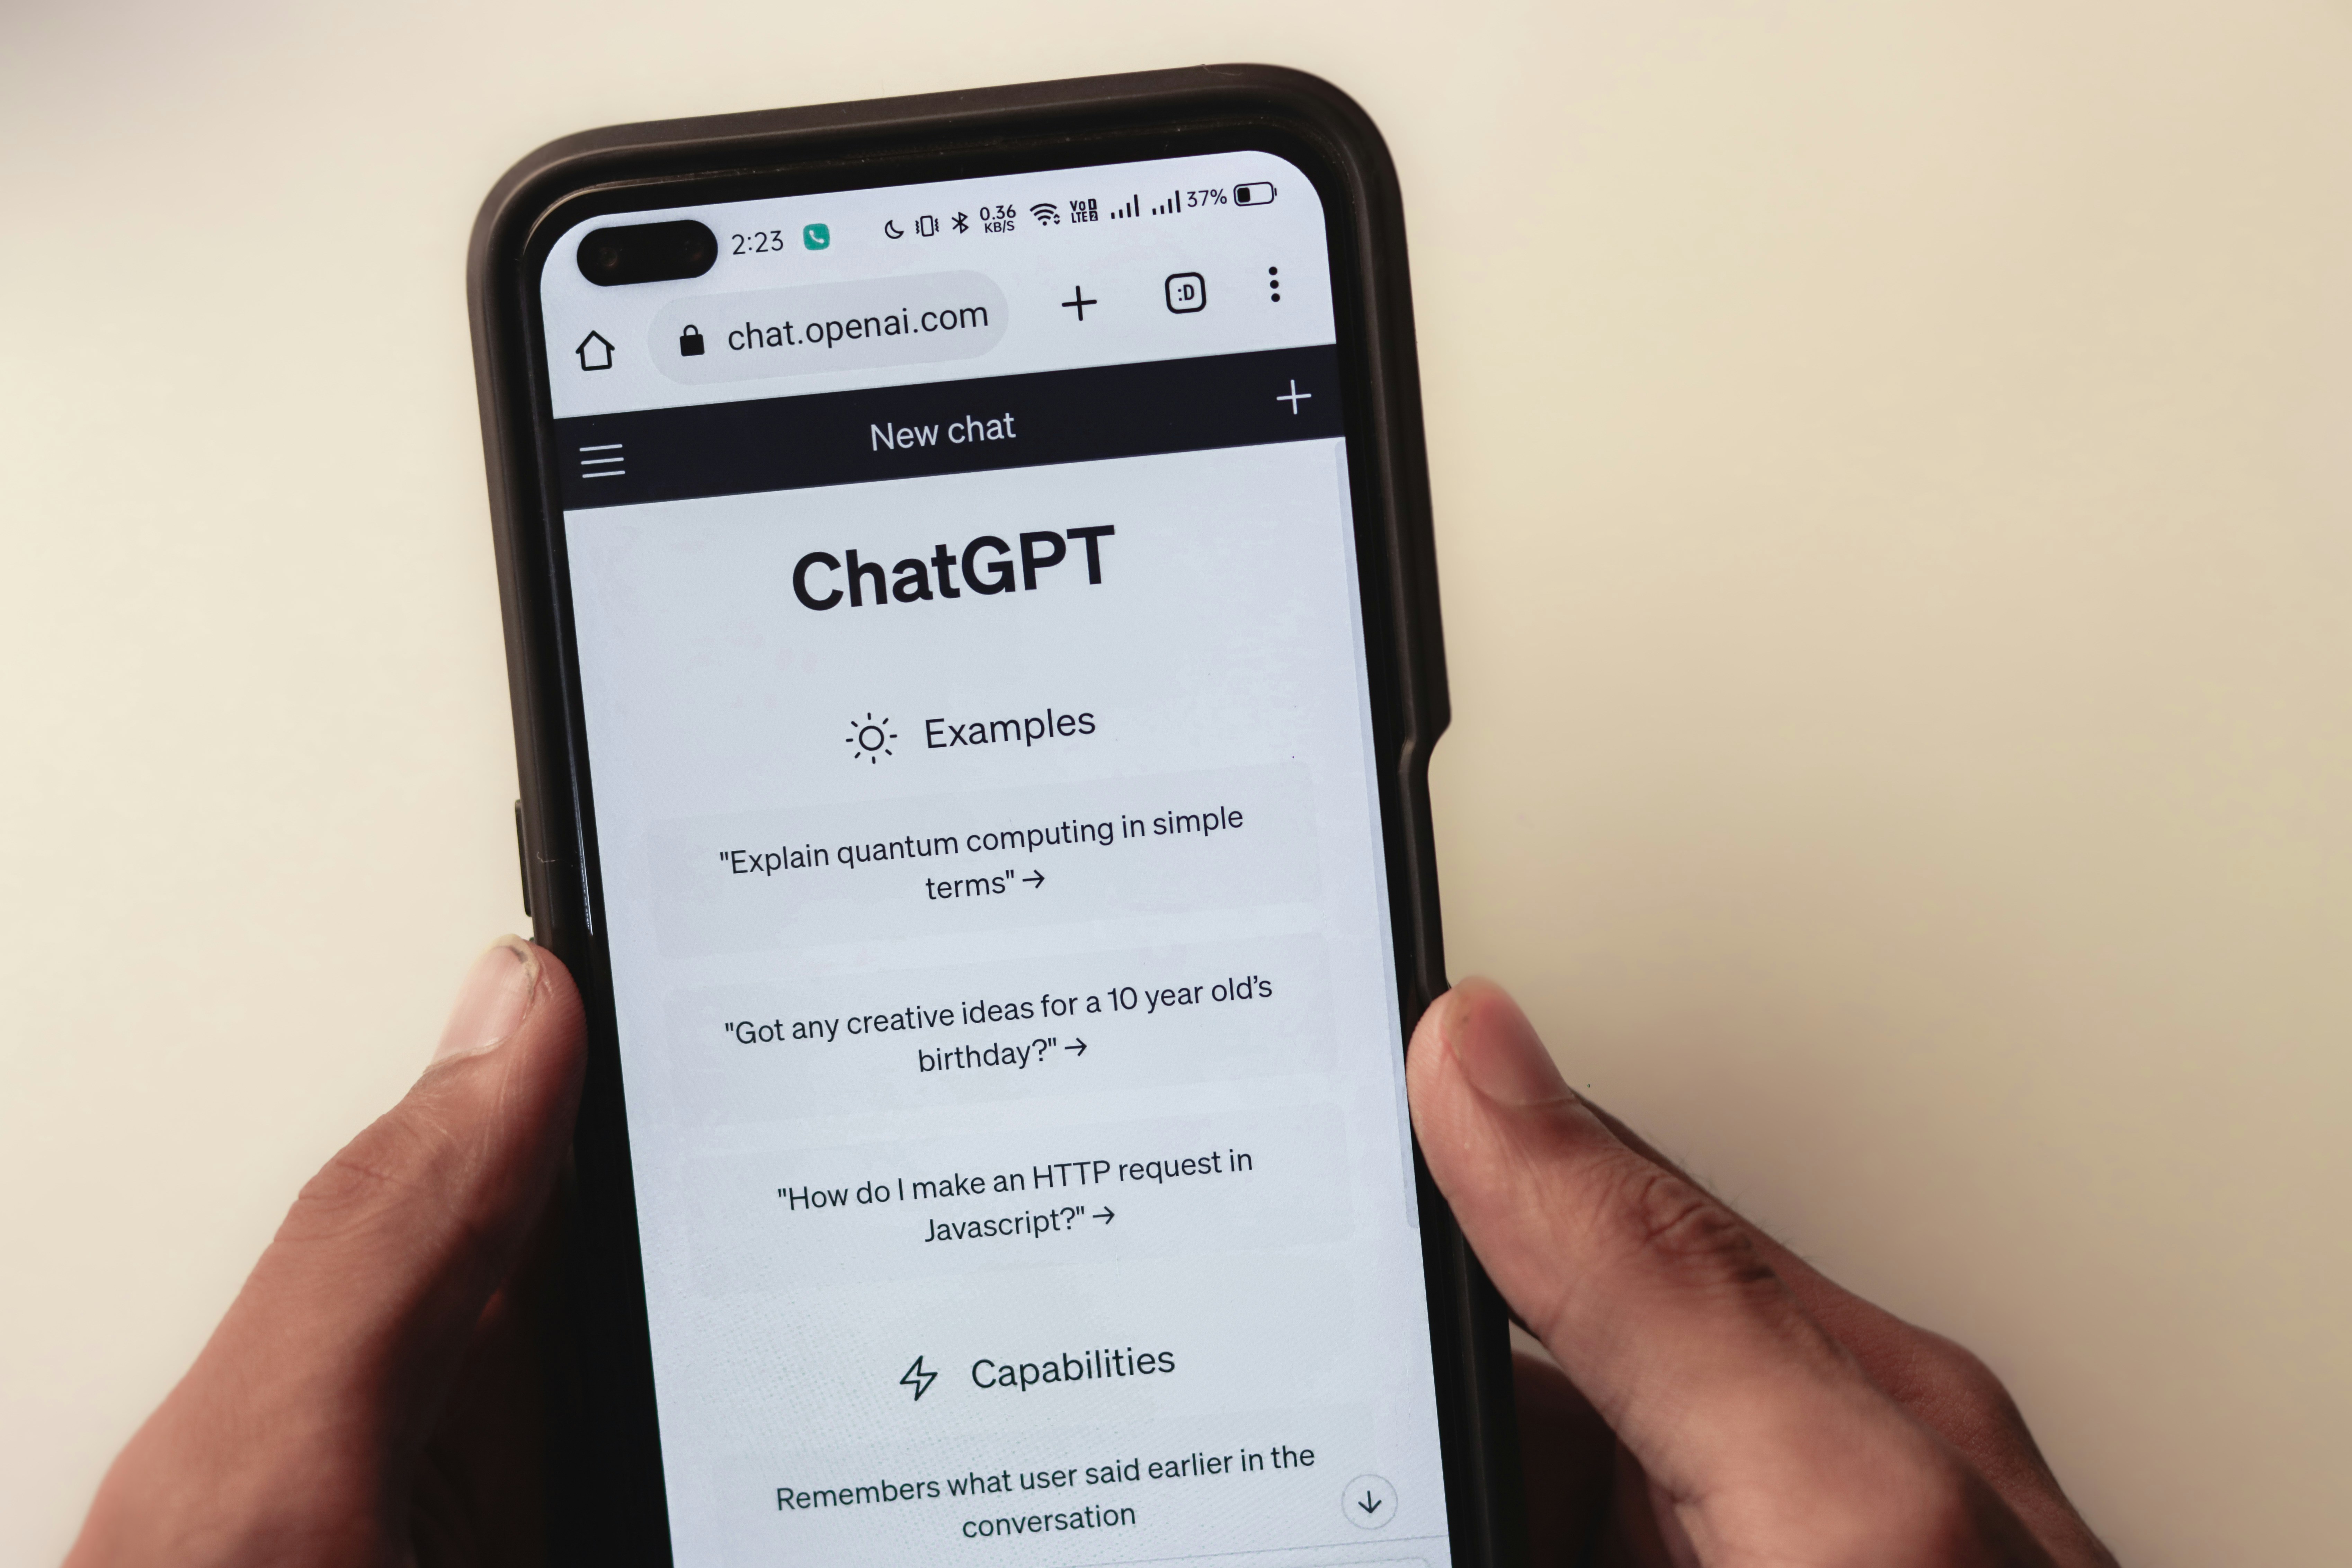 2:23 0.36 KB/S VoD LTE2 37%
chat.openai.com :D
New chat
ChatGPT
Examples
"Explain quantum computing in simple
terms" →
"Got any creative ideas for a 10 year old’s
birthday?" →
"How do I make an HTTP request in
Javascript?" →
Capabilities
Remembers what user said earlier in the
conversation